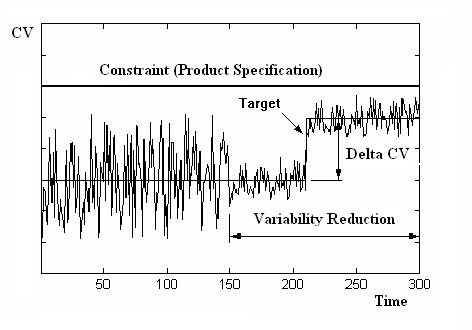 CV
Constraint (Product Specification)
Target
Delta CV
Variability Reduction
50
100
150
200
250
300
Time